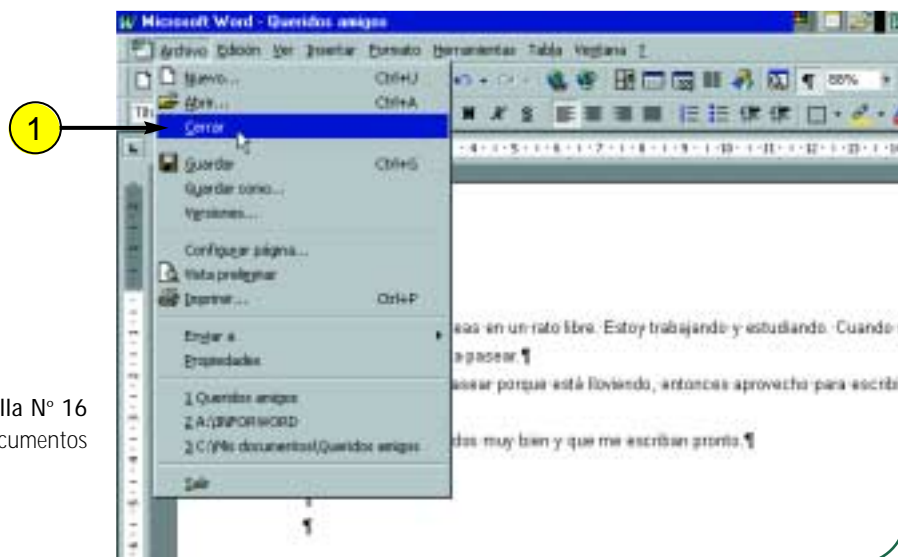 Microsoft Word - Queridos amigos
Archivo Edición Ver Insertar Formato Herramientas Tabla Ventana ?
Nuevo... Ctrl+U
88%
Abrir... Ctrl+A
N K S
1
Cerrar
Guardar Ctrl+G
Guardar como...
Versiones...
Configurar página...
Vista preliminar
Imprimir... Ctrl+P
Enviar a
Propiedades
1 Queridos amigos
2 A:\INFORWORD
3 C:\Mis documentos\Queridos amigos
Salir
eas en un rato libre. Estoy trabajando y estudiando. Cuando
a pasear.¶
asear porque está lloviendo, entonces aprovecho para escribi
dos muy bien y que me escriban pronto.¶
¶
lla Nº 16
cumentos